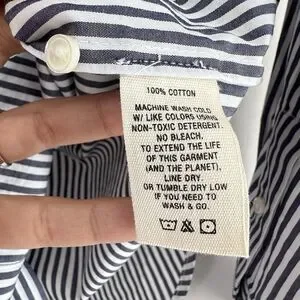 100% COTTON
MACHINE WASH COLD
W/ LIKE COLORS USING
NON-TOXIC DETERGENT.
NO BLEACH.
TO EXTEND THE LIFE
OF THIS GARMENT
(AND THE PLANET),
LINE DRY.
OR TUMBLE DRY LOW
IF YOU NEED TO
WASH & GO.